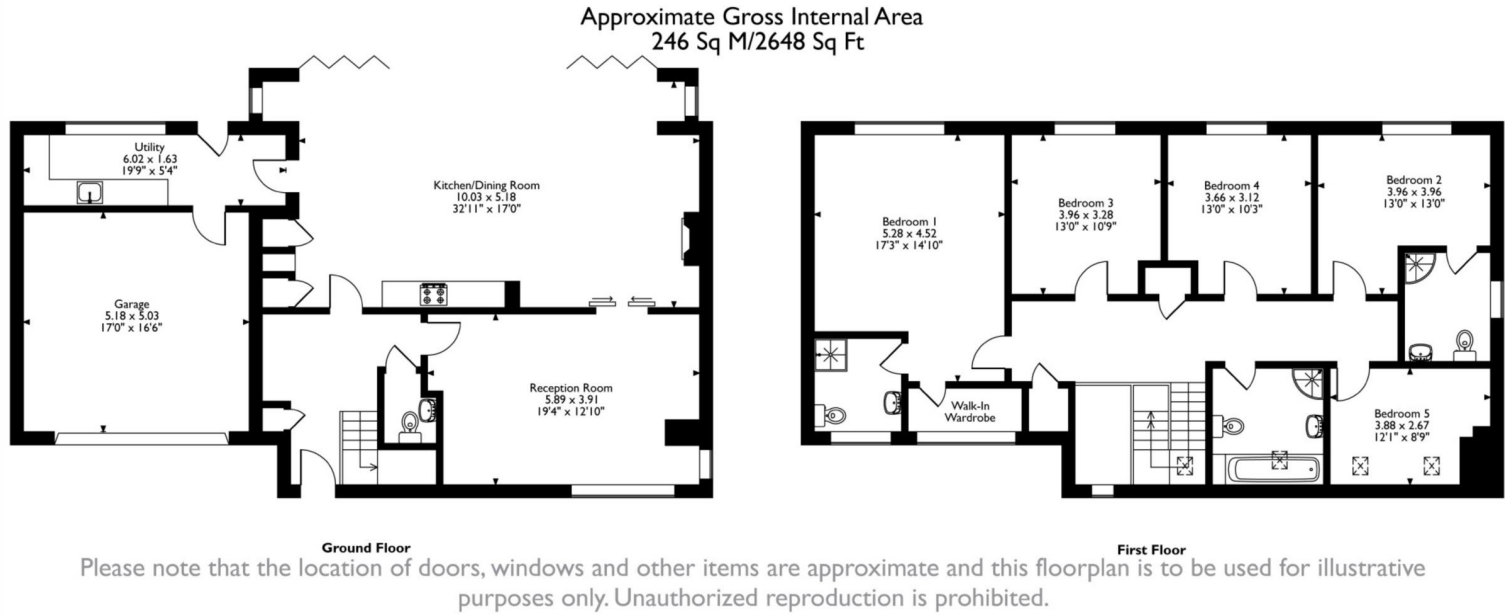 Approximate Gross Internal Area
246 Sq M/2648 Sq Ft
Utility
6.02 x 1.63
19'9" x 5'4"
Kitchen/Dining Room
10.03 x 5.18
32'11" x 17'0"
Garage
5.18 x 5.03
17'0" x 16'6"
Reception Room
5.89 x 3.91
19'4" x 12'10"
Bedroom 1
5.28 x 4.52
17'3" x 14'10"
Bedroom 3
3.96 x 3.28
13'0" x 10'9"
Bedroom 4
3.66 x 3.12
13'0" x 10'3"
Bedroom 2
3.96 x 3.96
13'0" x 13'0"
Walk-In
Wardrobe
Bedroom 5
3.88 x 2.67
12'1" x 8'9"
Ground Floor
First Floor
Please note that the location of doors, windows and other items are approximate and this floorplan is to be used for illustrative
purposes only. Unauthorized reproduction is prohibited.